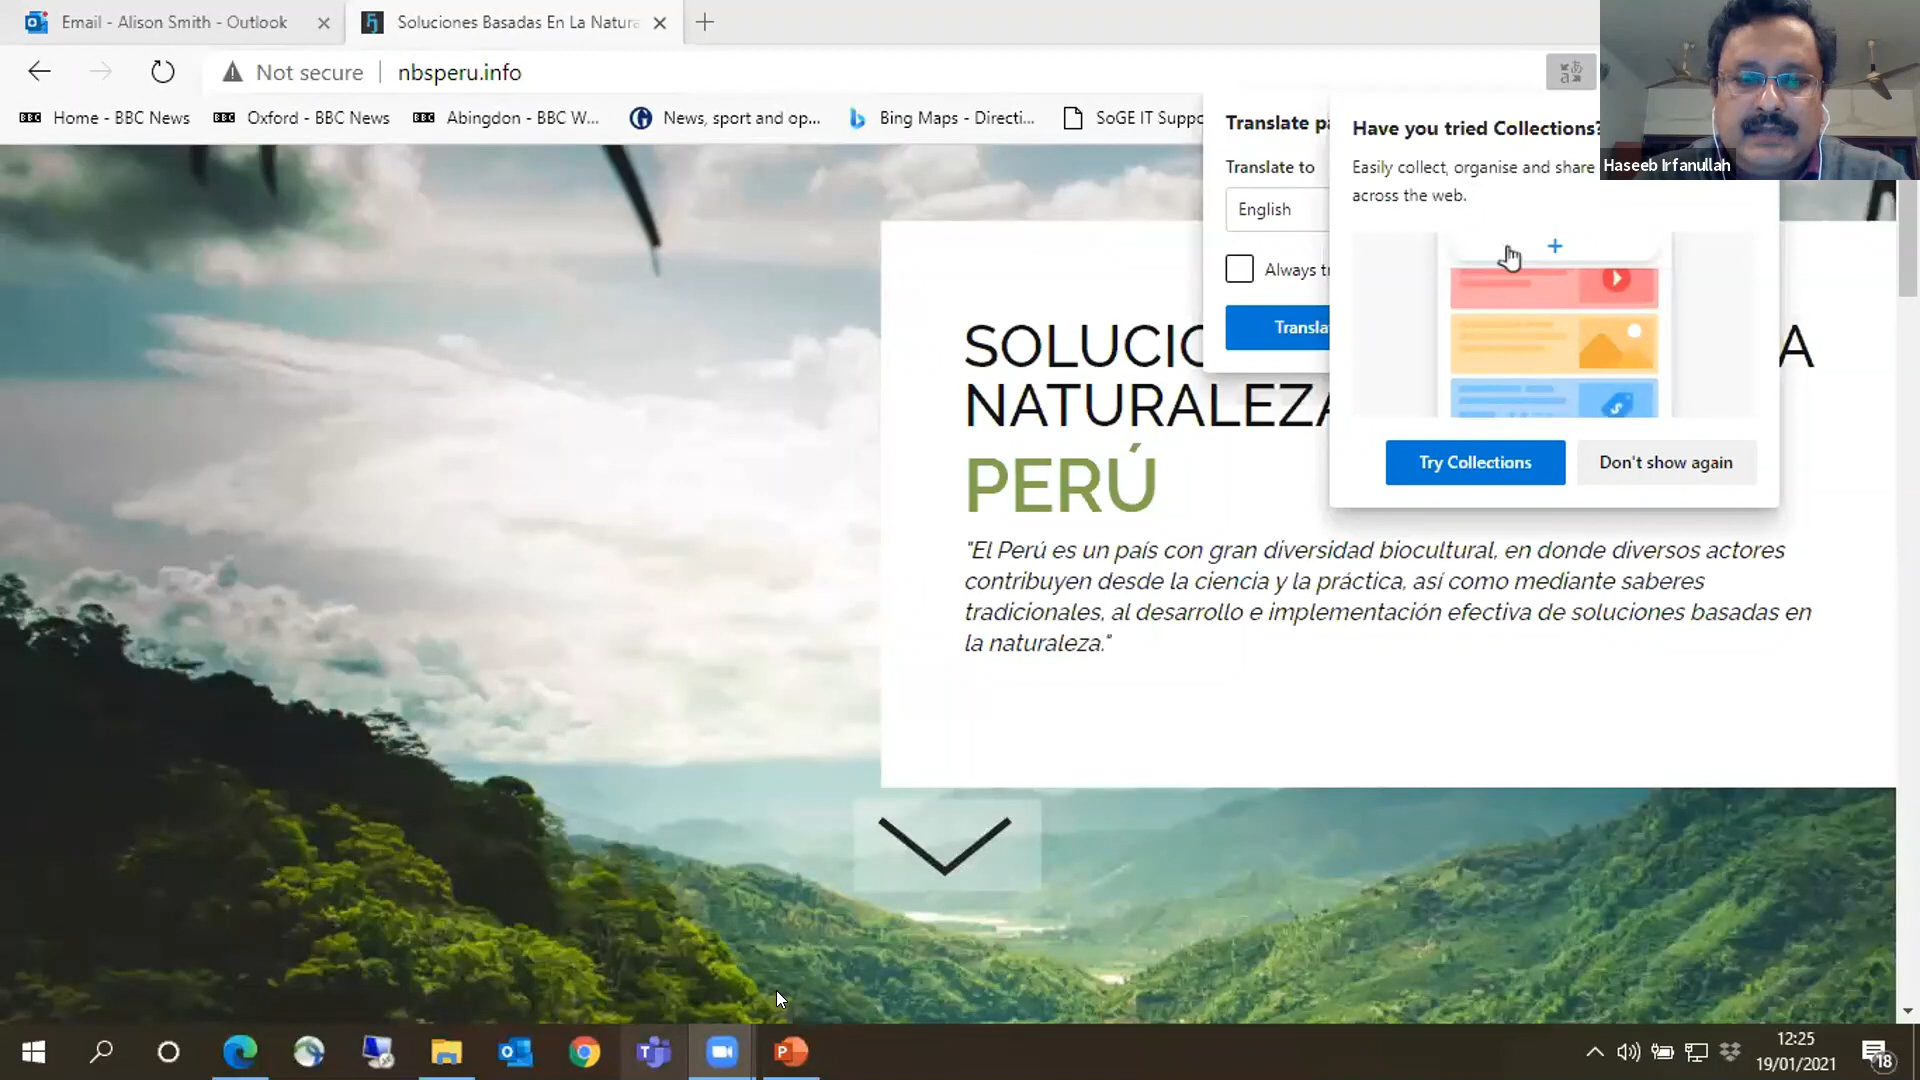 Email - Alison Smith - Outlook
Soluciones Basadas En La Natura
Not secure
nbsperu.info
Home - BBC News
Oxford - BBC News
Abingdon - BBC W...
News, sport and op...
Bing Maps - Directi...
SoGE IT Suppo
Translate pa
Translate to
English
Always tr
Transla
Have you tried Collections?
Easily collect, organise and share
across the web.
Try Collections
Don't show again
Haseeb Irfanullah
SOLUCIO
A
NATURALEZA
PERÚ
"El Perú es un país con gran diversidad biocultural, en donde diversos actores
contribuyen desde la ciencia y la práctica, así como mediante saberes
tradicionales, al desarrollo e implementación efectiva de soluciones basadas en
la naturaleza."
12:25
19/01/2021
18